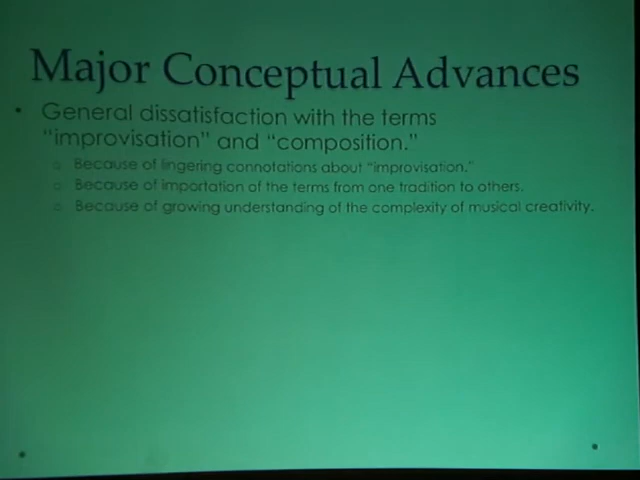 Major Conceptual Advances
• General dissatisfaction with the terms
“improvisation” and “composition.”
o Because of lingering connotations about “improvisation.”
o Because of importation of the terms from one tradition to others.
o Because of growing understanding of the complexity of musical creativity.